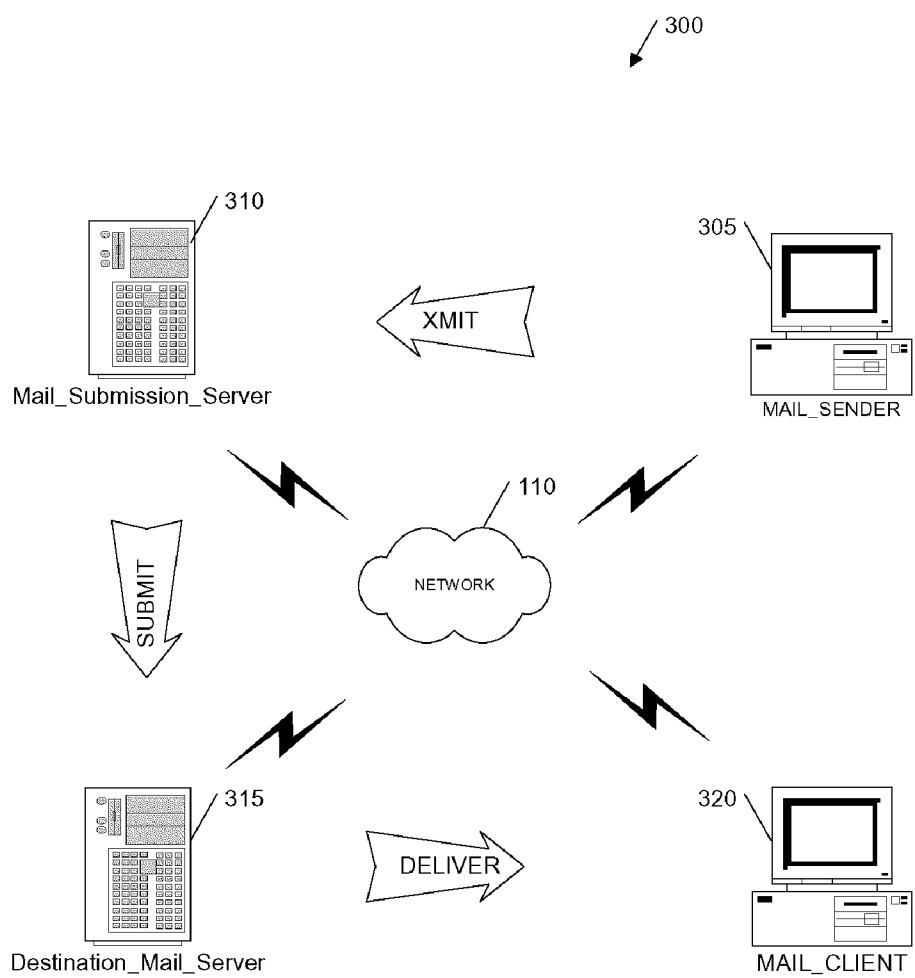 300
310
305
XMIT
Mail_Submission_Server
MAIL_SENDER
110
NETWORK
SUBMIT
315
320
DELIVER
Destination_Mail_Server
MAIL_CLIENT